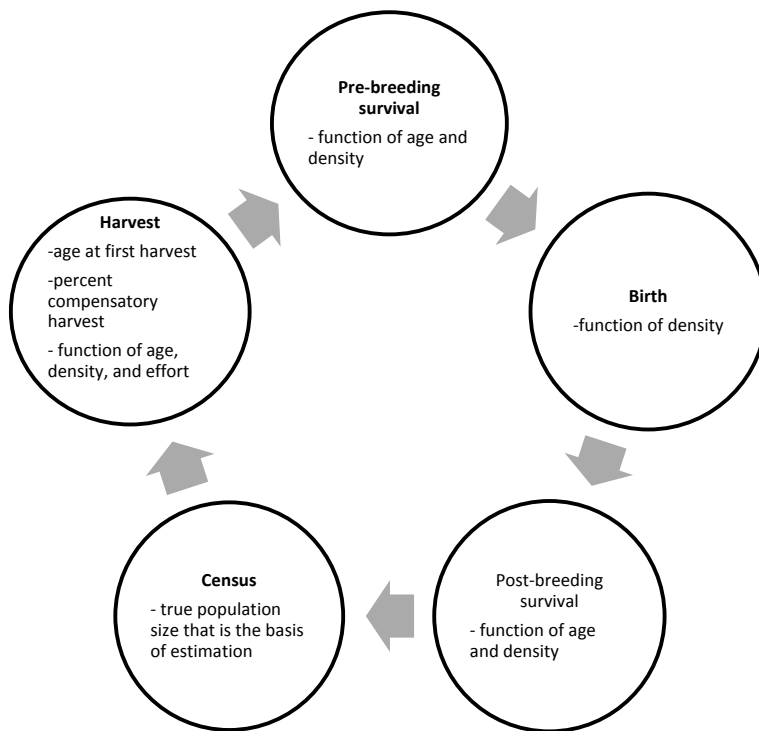 Pre-breeding
survival
- function of age and
density
Harvest
-age at first harvest
-percent
compensatory
harvest
- function of age,
density, and effort
Birth
-function of density
Census
- true population
size that is the basis
of estimation
Post-breeding
survival
- function of age
and density